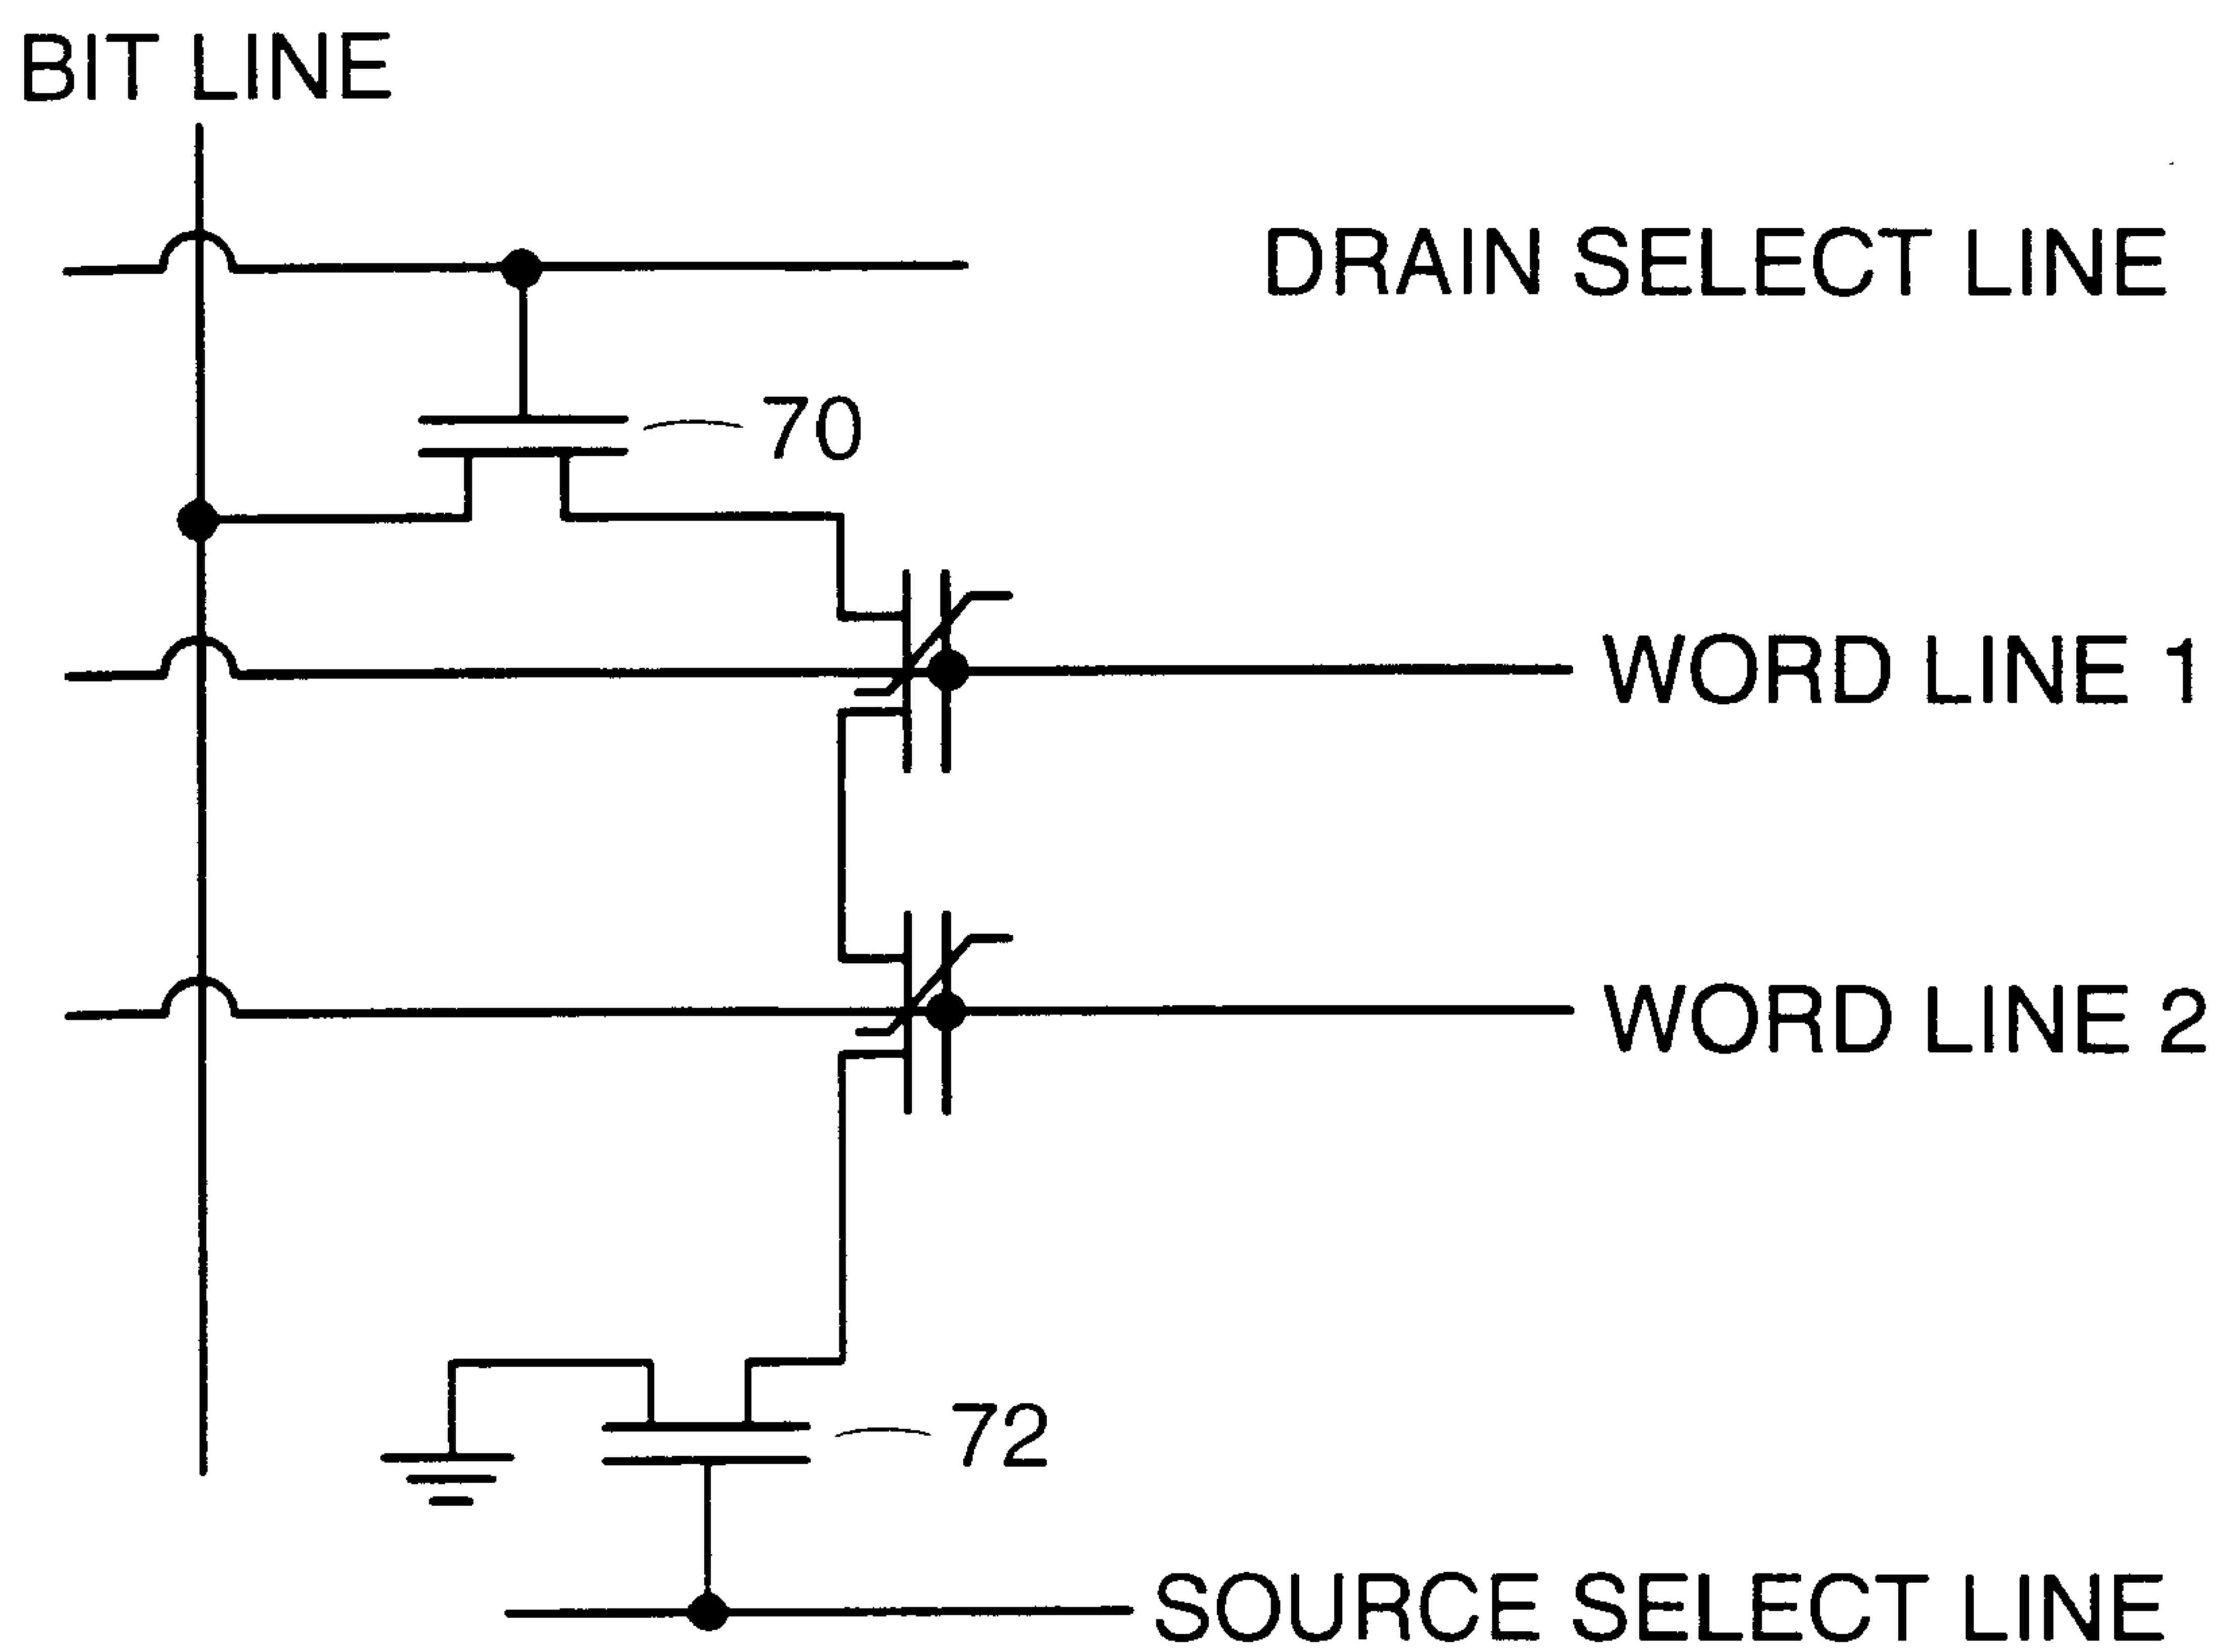 BIT LINE
DRAIN SELECT LINE
70
WORD LINE 1
WORD LINE 2
72
SOURCE SELECT LINE